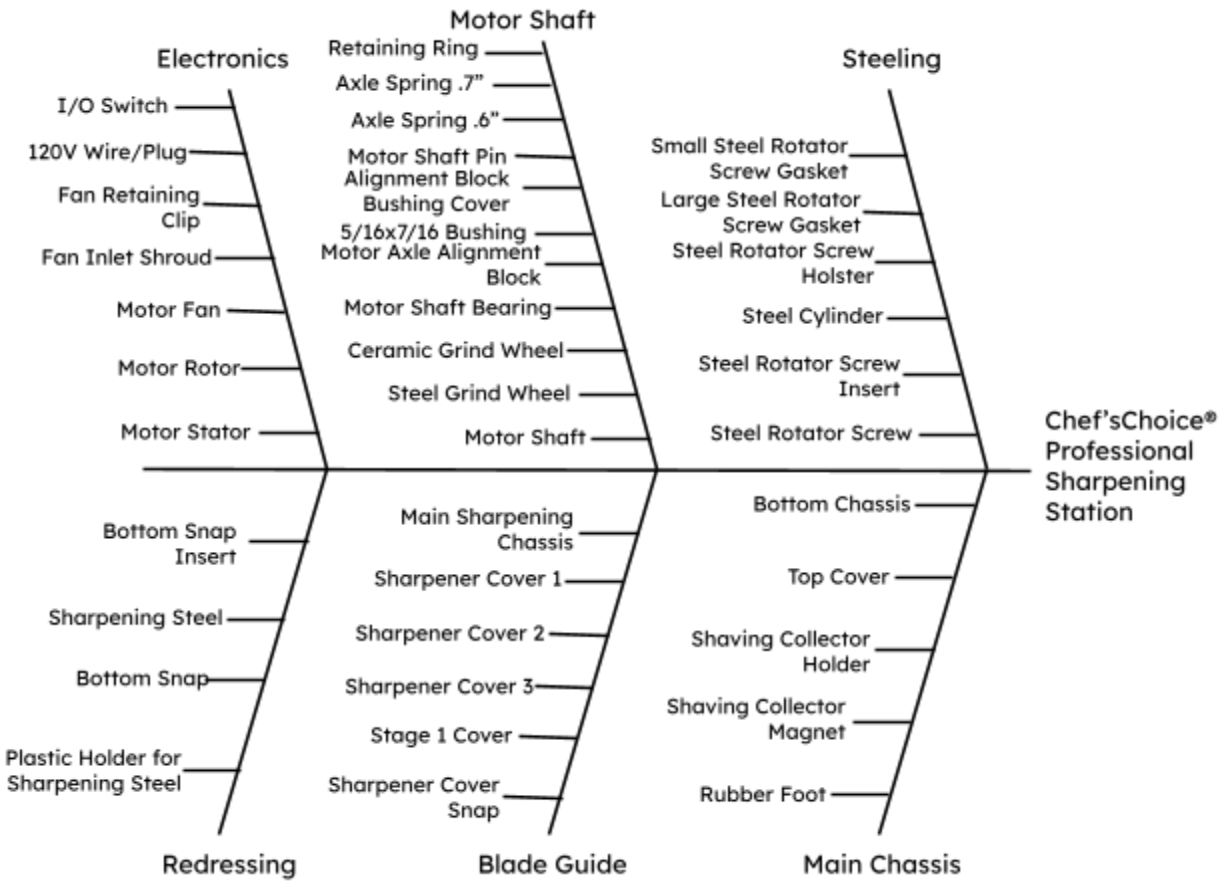 Motor Shaft
Retaining Ring
Axle Spring .7”
Axle Spring .6”
Motor Shaft Pin
Alignment Block
Bushing Cover
5/16x7/16 Bushing
Motor Axle Alignment
Block
Motor Shaft Bearing
Ceramic Grind Wheel
Steel Grind Wheel
Motor Shaft
Electronics
I/O Switch
120V Wire/Plug
Fan Retaining
Clip
Fan Inlet Shroud
Motor Fan
Motor Rotor
Motor Stator
Steeling
Small Steel Rotator
Screw Gasket
Large Steel Rotator
Screw Gasket
Steel Rotator Screw
Holster
Steel Cylinder
Steel Rotator Screw
Insert
Steel Rotator Screw
Chef'sChoice®
Professional
Sharpening
Station
Bottom Snap
Insert
Sharpening Steel
Bottom Snap
Plastic Holder for
Sharpening Steel
Redressing
Main Sharpening
Chassis
Sharpener Cover 1
Sharpener Cover 2
Sharpener Cover 3
Stage 1 Cover
Sharpener Cover
Snap
Blade Guide
Bottom Chassis
Top Cover
Shaving Collector
Holder
Shaving Collector
Magnet
Rubber Foot
Main Chassis